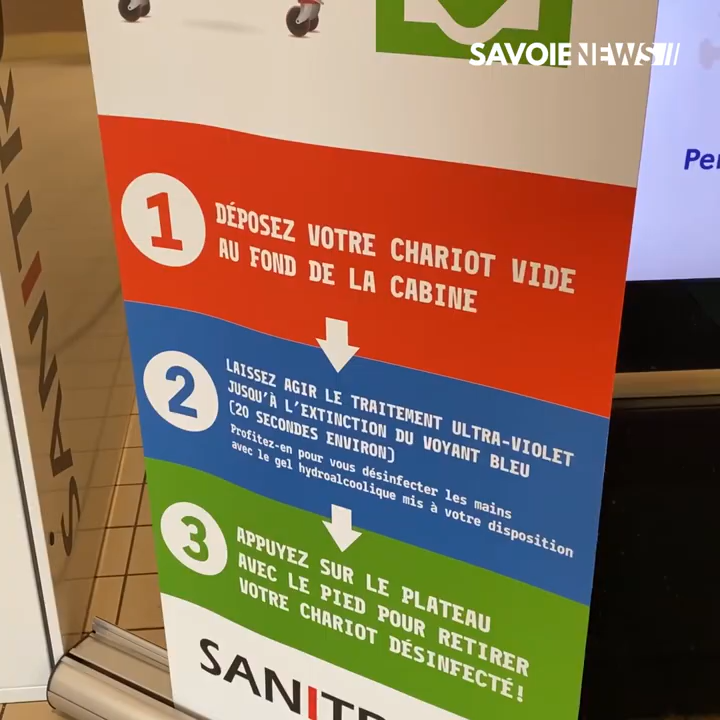 SAVOIE NEWS
1
DÉPOSEZ VOTRE CHARIOT VIDE
AU FOND DE LA CABINE
2
LAISSEZ AGIR LE TRAITEMENT ULTRA-VIOLET
JUSQU'À L'EXTINCTION DU VOYANT BLEU
(20 SECONDES ENVIRON)
Profitez-en pour vous désinfecter les mains
avec le gel hydroalcoolique mis à votre disposition
3
APPUYEZ SUR LE PLATEAU
AVEC LE PIED POUR RETIRER
VOTRE CHARIOT DÉSINFECTÉ!